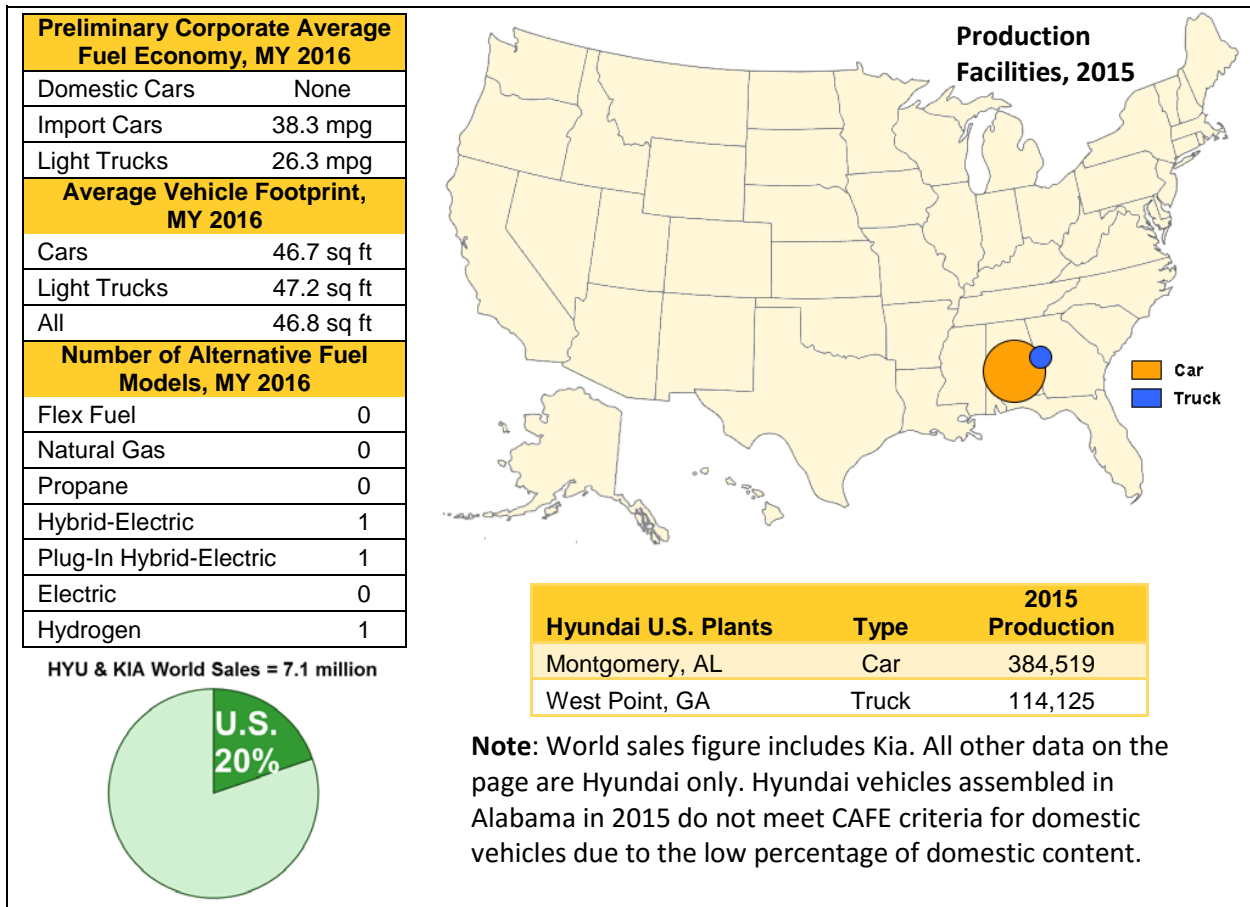 Preliminary Corporate Average
Fuel Economy, MY 2016
Domestic Cars None
Import Cars 38.3 mpg
Light Trucks 26.3 mpg
Average Vehicle Footprint,
MY 2016
Cars 46.7 sq ft
Light Trucks 47.2 sq ft
All 46.8 sq ft
Number of Alternative Fuel
Models, MY 2016
Flex Fuel 0
Natural Gas 0
Propane 0
Hybrid-Electric 1
Plug-In Hybrid-Electric 1
Electric 0
Hydrogen 1
HYU & KIA World Sales = 7.1 million
U.S.
20%
Production
Facilities, 2015
Car
Truck
2015
Hyundai U.S. Plants Type Production
Montgomery, AL Car 384,519
West Point, GA Truck 114,125
Note: World sales figure includes Kia. All other data on the
page are Hyundai only. Hyundai vehicles assembled in
Alabama in 2015 do not meet CAFE criteria for domestic
vehicles due to the low percentage of domestic content.